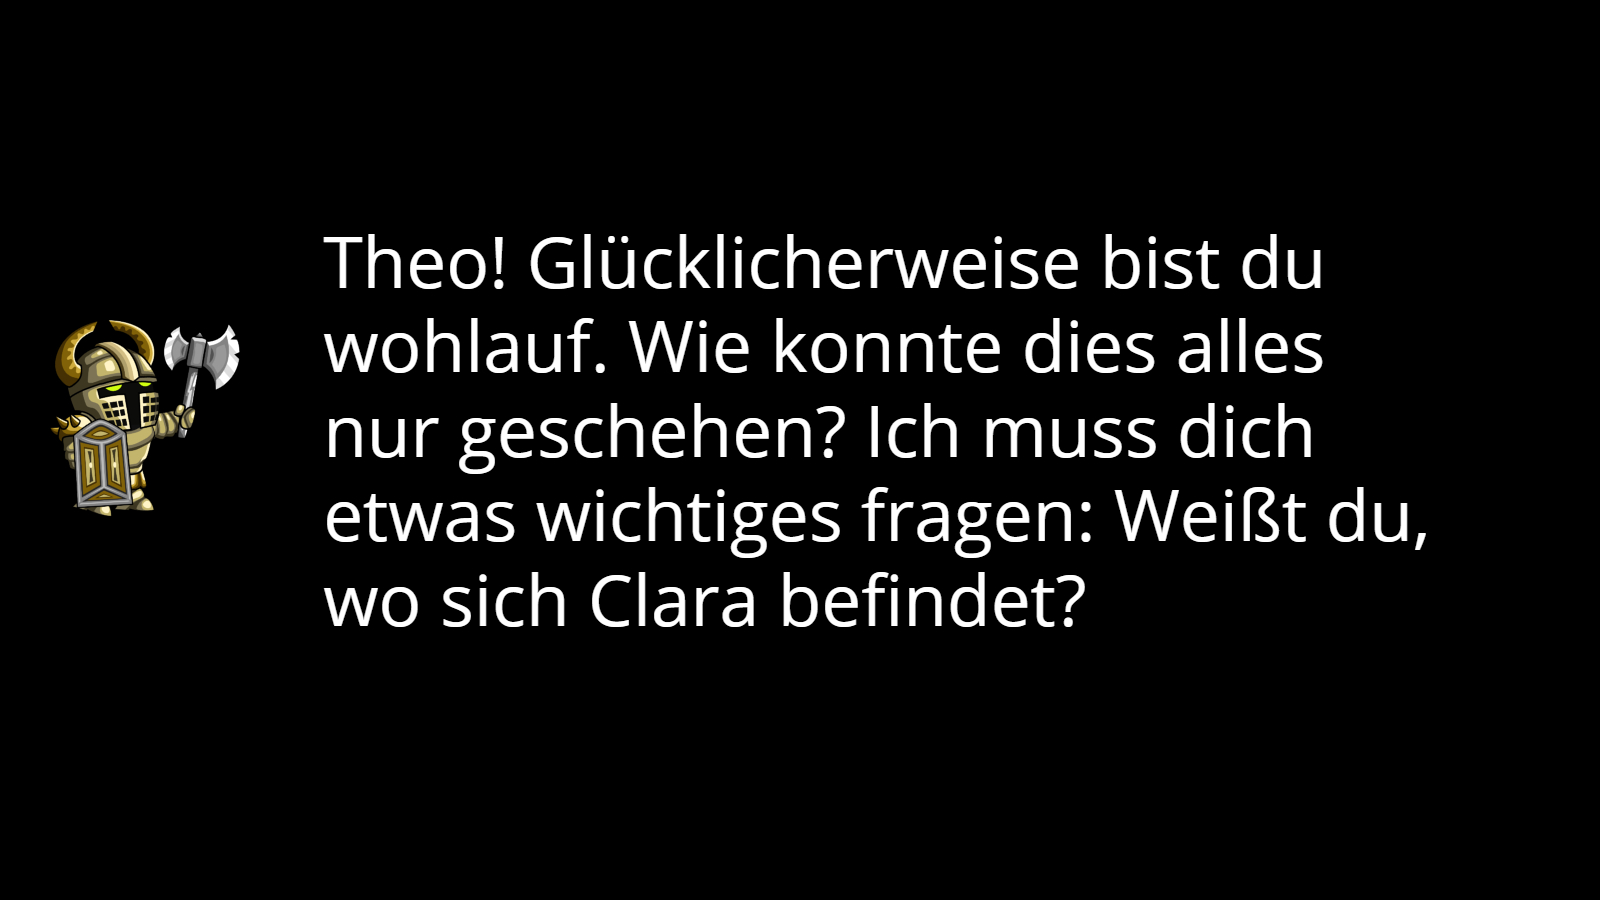 Theo! Glücklicherweise bist du
wohlauf. Wie konnte dies alles
nur geschehen? Ich muss dich
etwas wichtiges fragen: Weißt du,
wo sich Clara befindet?